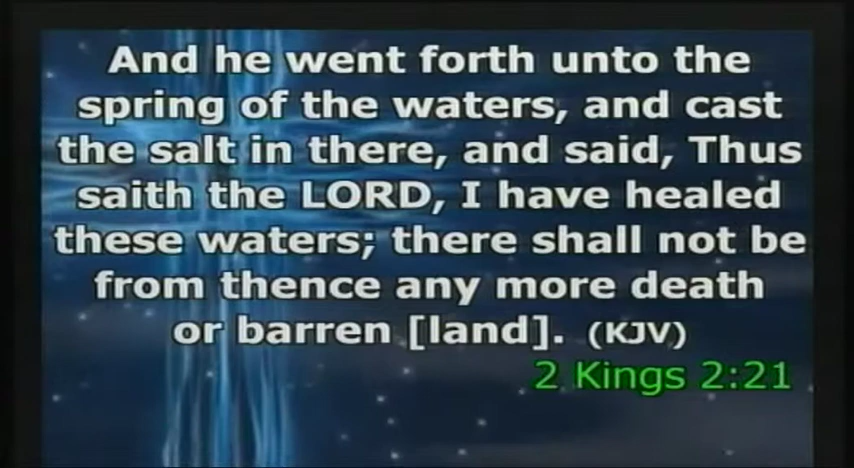 And he went forth unto the
spring of the waters, and cast
the salt in there, and said, Thus
saith the LORD, I have healed
these waters; there shall not be
from thence any more death
or barren [land]. (KJV)
2 Kings 2:21